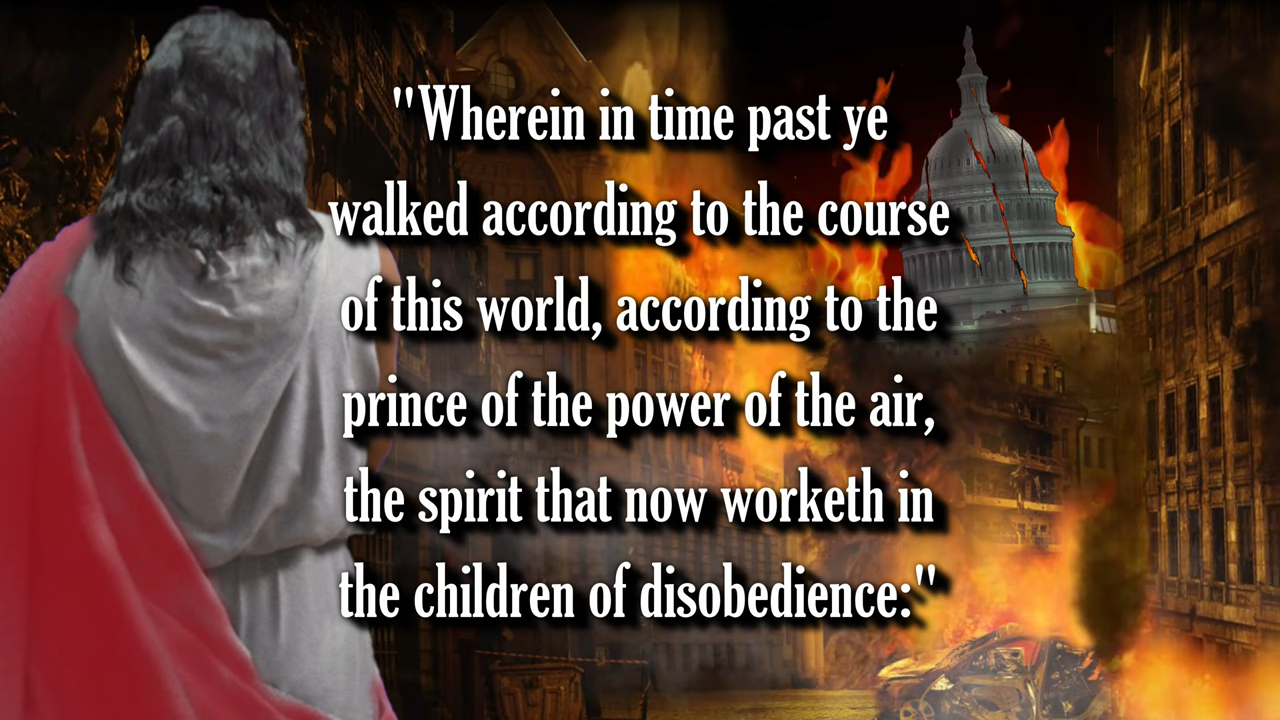 "Wherein in time past ye
walked according to the course
of this world, according to the
prince of the power of the air,
the spirit that now worketh in
the children of disobedience:"